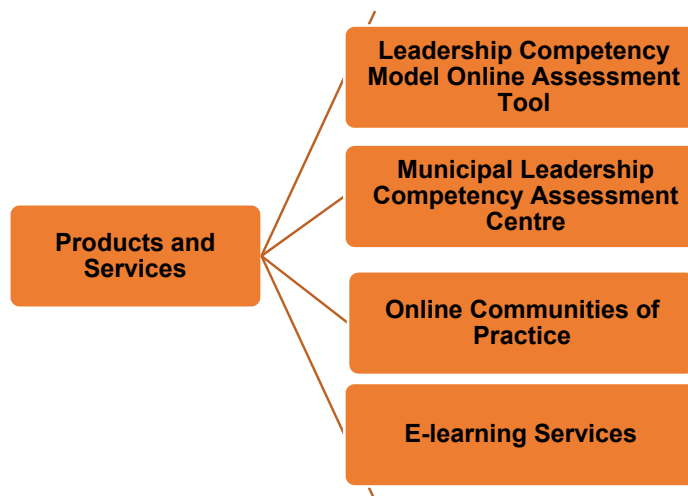 Leadership Competency
Model Online Assessment
Tool
Municipal Leadership
Competency Assessment
Centre
Products and
Services
Online Communities of
Practice
E-learning Services